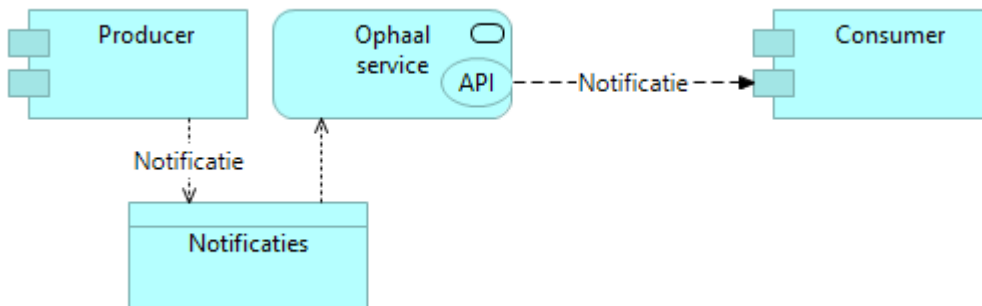 Producer
Ophaal
service
API
Notificatie
Consumer
Notificatie
Notificaties